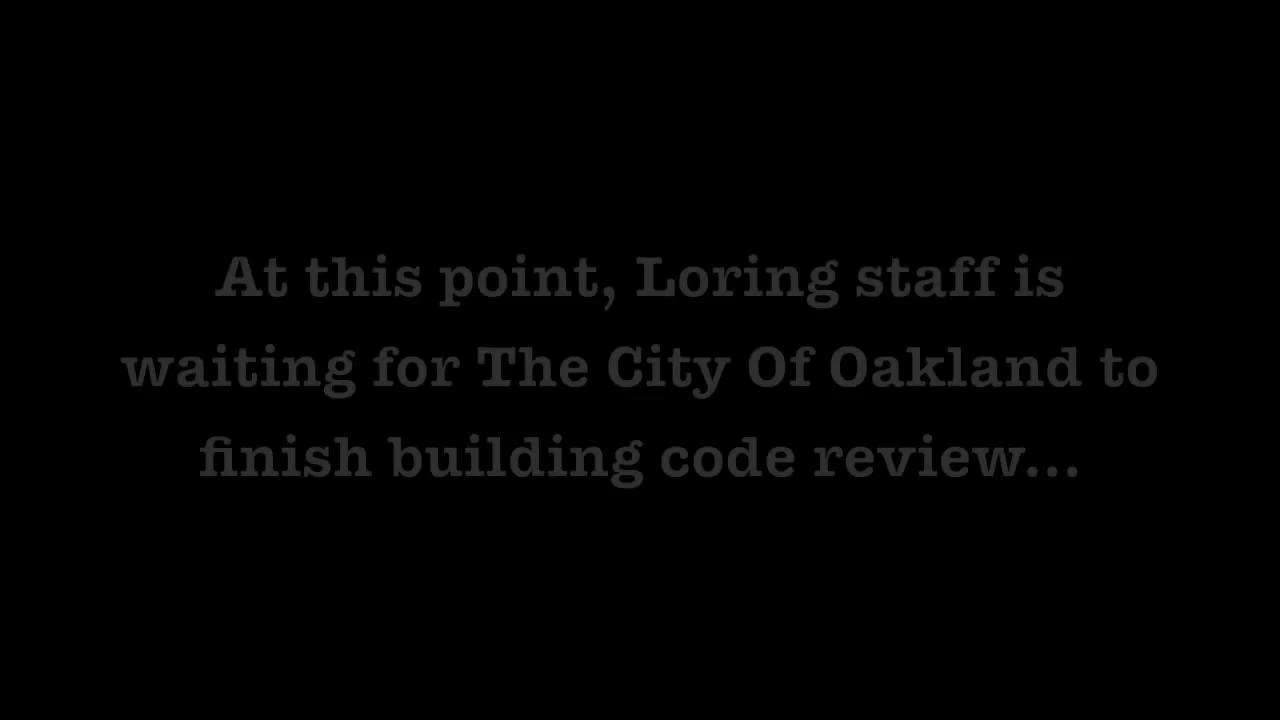 At this point, Loring staff is
waiting for The City Of Oakland to
finish building code review...